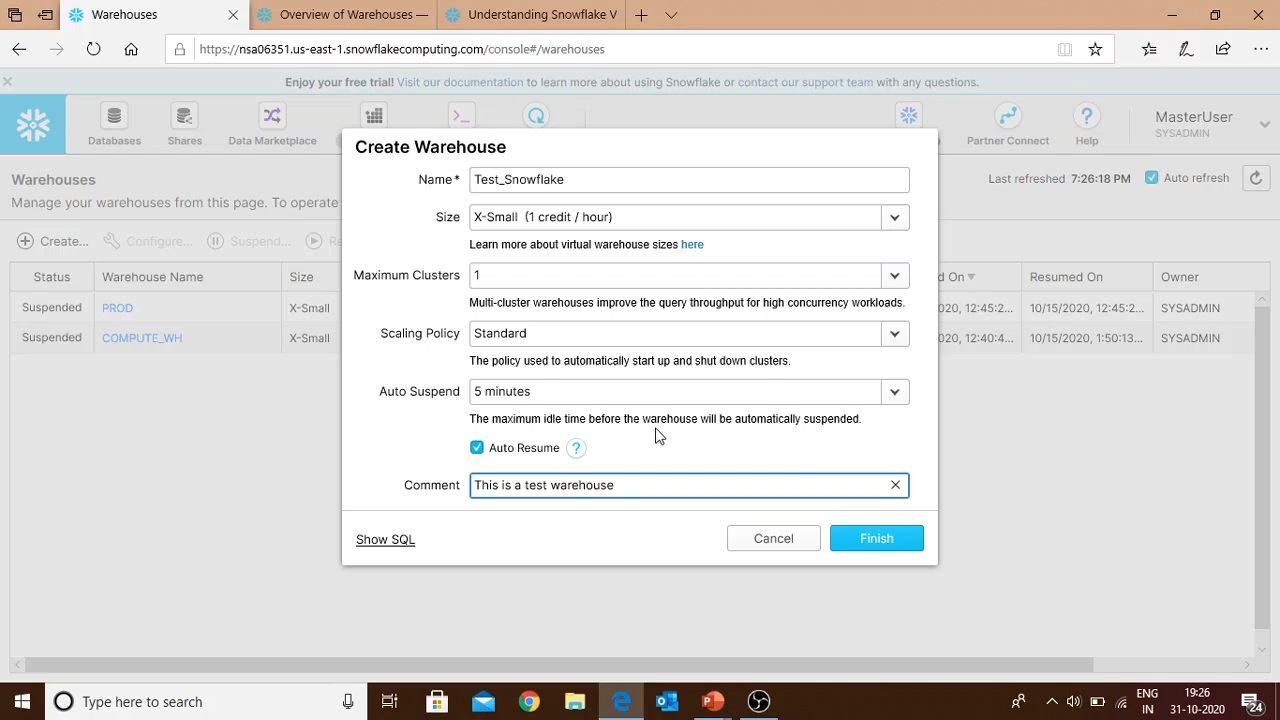 Warehouses
Overview of Warehouses —
Understanding Snowflake V
https://nsa06351.us-east-1.snowflakecomputing.com/console#/warehouses
Enjoy your free trial! Visit our documentation to learn more about using Snowflake or contact our support team with any questions.
Databases
Shares
Data Marketplace
Partner Connect
Help
MasterUser
SYSADMIN
Warehouses
Last refreshed 7:26:18 PM
Auto refresh
Manage your warehouses from this page. To operate
Create...
Configure...
Suspend...
Status
Warehouse Name
Size
d On
Resumed On
Owner
Suspended
PROD
X-Small
10/15/2020, 12:45:2...
SYSADMIN
Suspended
COMPUTE_WH
X-Small
10/15/2020, 1:50:13...
SYSADMIN
Create Warehouse
Name*
Test_Snowflake
Size
X-Small (1 credit / hour)
Learn more about virtual warehouse sizes here
Maximum Clusters
1
Multi-cluster warehouses improve the query throughput for high concurrency workloads.
Scaling Policy
Standard
The policy used to automatically start up and shut down clusters.
Auto Suspend
5 minutes
The maximum idle time before the warehouse will be automatically suspended.
Auto Resume ?
Comment
This is a test warehouse
Show SQL
Cancel
Finish
Type here to search
ENG
IN
19:26
31-10-2020
24